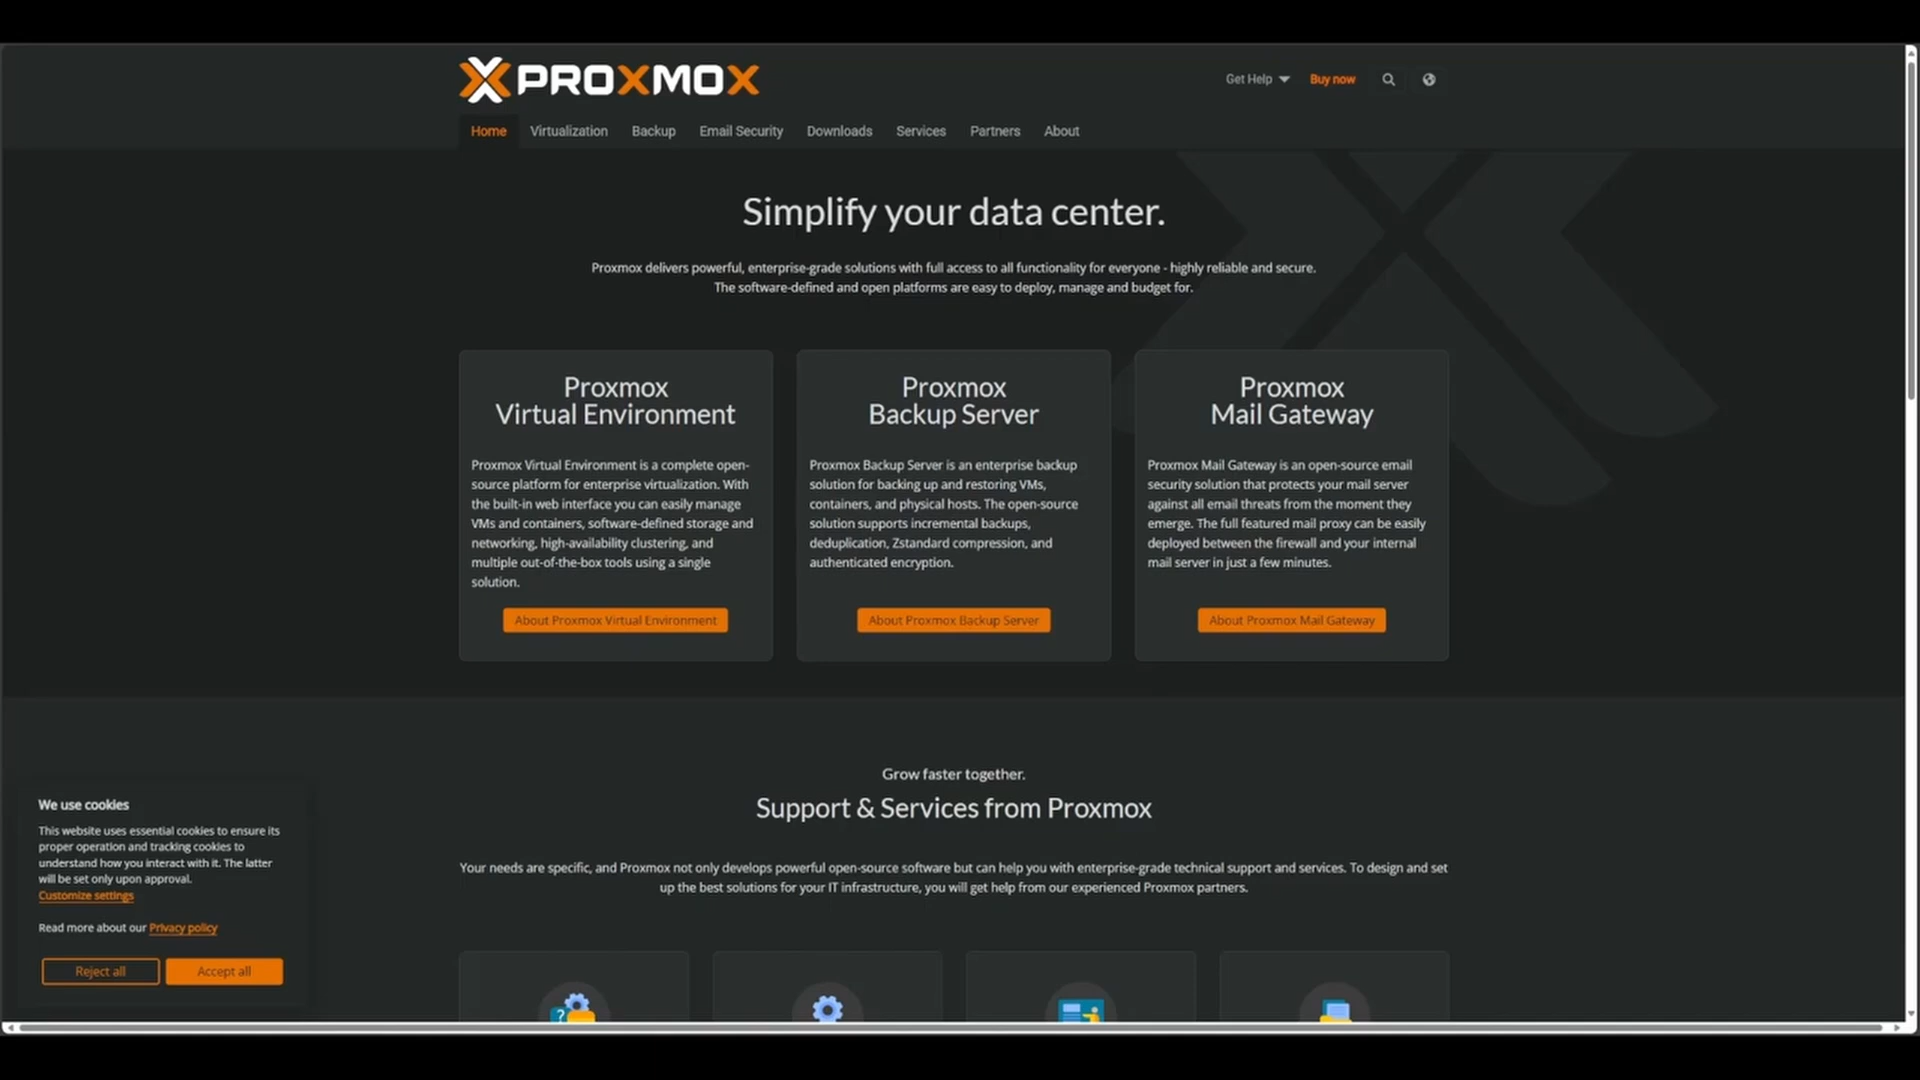 PROXMOX
Get Help
Buy now
Home
Virtualization
Backup
Email Security
Downloads
Services
Partners
About
Simplify your data center.
Proxmox delivers powerful, enterprise-grade solutions with full access to all functionality for everyone - highly reliable and secure.
The software-defined and open platforms are easy to deploy, manage and budget for.
Proxmox
Virtual Environment
Proxmox Virtual Environment is a complete open-
source platform for enterprise virtualization. With
the built-in web interface you can easily manage
VMs and containers, software-defined storage and
networking, high-availability clustering, and
multiple out-of-the-box tools using a single
solution.
About Proxmox Virtual Environment
Proxmox
Backup Server
Proxmox Backup Server is an enterprise backup
solution for backing up and restoring VMs,
containers, and physical hosts. The open-source
solution supports incremental backups,
deduplication, Zstandard compression, and
authenticated encryption.
About Proxmox Backup Server
Proxmox
Mail Gateway
Proxmox Mail Gateway is an open-source email
security solution that protects your mail server
against all email threats from the moment they
emerge. The full featured mail proxy can be easily
deployed between the firewall and your internal
mail server in just a few minutes.
About Proxmox Mail Gateway
Grow faster together.
Support & Services from Proxmox
Your needs are specific, and Proxmox not only develops powerful open-source software but can help you with enterprise-grade technical support and services. To design and set
up the best solutions for your IT infrastructure, you will get help from our experienced Proxmox partners.
We use cookies
This website uses essential cookies to ensure its
proper operation and tracking cookies to
understand how you interact with it. The latter
will be set only upon approval.
Customize settings
Read more about our Privacy policy
Reject all
Accept all
?